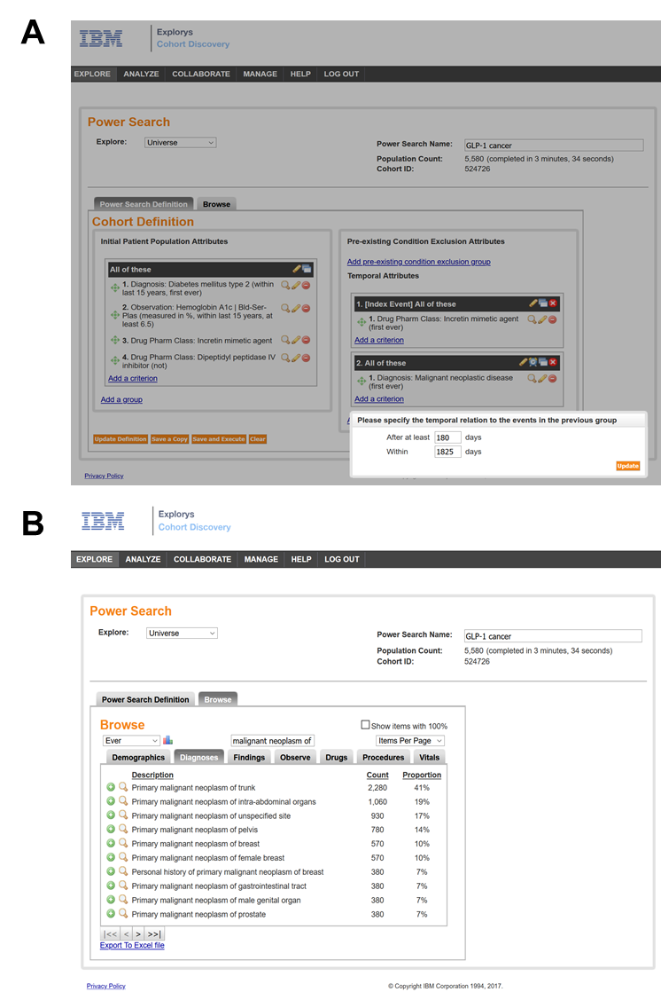 A
IBM
Explorys
Cohort Discovery
EXPLORE ANALYZE COLLABORATE MANAGE HELP LOG OUT
Power Search
Explore: Universe
Power Search Name: GLP-1 cancer
Population Count: 5,580 (completed in 3 minutes, 34 seconds)
Cohort ID: 524726
Power Search Definition Browse
Cohort Definition
Initial Patient Population Attributes
All of these
1. Diagnosis: Diabetes mellitus type 2 (within
last 15 years, first ever)
2. Observation: Hemoglobin A1c | Bld-Ser-
Plas (measured in %, within last 15 years, at
least 6.5)
3. Drug Pharm Class: Incretin mimetic agent
4. Drug Pharm Class: Dipeptidyl peptidase IV
inhibitor (not)
Add a criterion
Add a group
Pre-existing Condition Exclusion Attributes
Add pre-existing condition exclusion group
Temporal Attributes
1. [Index Event] All of these
1. Drug Pharm Class: Incretin mimetic agent
(first ever)
Add a criterion
2. All of these
1. Diagnosis: Malignant neoplastic disease
(first ever)
Add a criterion
Please specify the temporal relation to the events in the previous group
After at least 180 days
Within 1825 days
Update
Update Definition Save a Copy Save and Execute Clear
Privacy Policy
B
IBM
Explorys
Cohort Discovery
EXPLORE ANALYZE COLLABORATE MANAGE HELP LOG OUT
Power Search
Explore: Universe
Power Search Name: GLP-1 cancer
Population Count: 5,580 (completed in 3 minutes, 34 seconds)
Cohort ID: 524726
Power Search Definition Browse
Browse
Show items with 100%
Ever malignant neoplasm of Items Per Page
Demographics Diagnoses Findings Observe Drugs Procedures Vitals
Description Count Proportion
Primary malignant neoplasm of trunk 2,280 41%
Primary malignant neoplasm of intra-abdominal organs 1,060 19%
Primary malignant neoplasm of unspecified site 930 17%
Primary malignant neoplasm of pelvis 780 14%
Primary malignant neoplasm of breast 570 10%
Primary malignant neoplasm of female breast 570 10%
Personal history of primary malignant neoplasm of breast 380 7%
Primary malignant neoplasm of gastrointestinal tract 380 7%
Primary malignant neoplasm of male genital organ 380 7%
Primary malignant neoplasm of prostate 380 7%
|<< < > >>|
Export To Excel file
Privacy Policy
© Copyright IBM Corporation 1994, 2017.